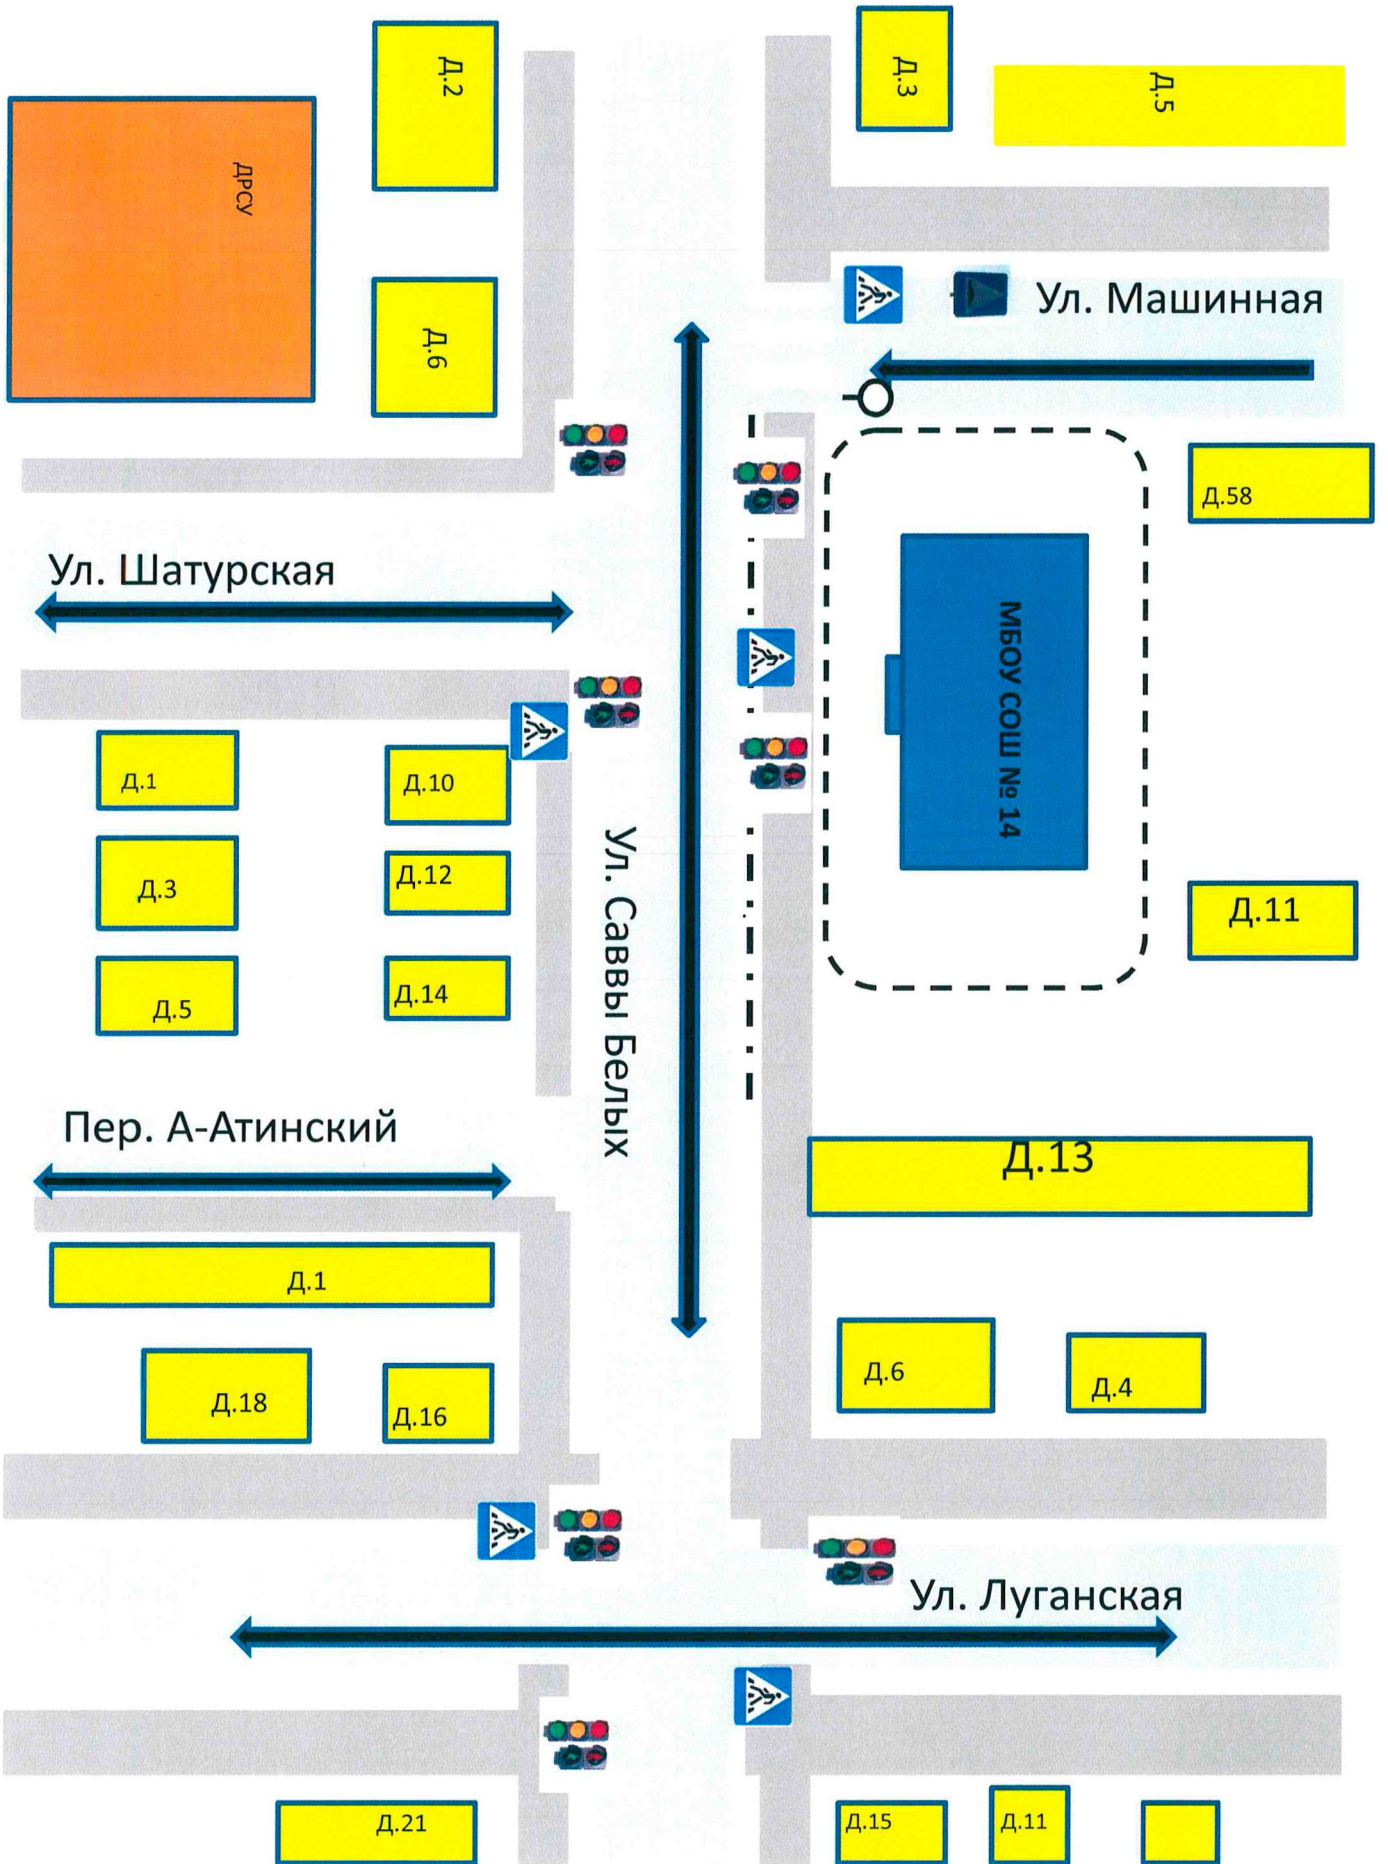 Д.2
Д.3
Д.5
ДРСУ
Ул. Машинная
Д.6
Д.58
Ул. Шатурская
МБОУ СОШ № 14
Д.1
Д.10
Д.3
Д.12
Д.5
Д.14
Ул. Саввы Белых
Д.11
Пер. А-Атинский
Д.13
Д.1
Д.18
Д.16
Д.6
Д.4
Ул. Луганская
Д.21
Д.15
Д.11